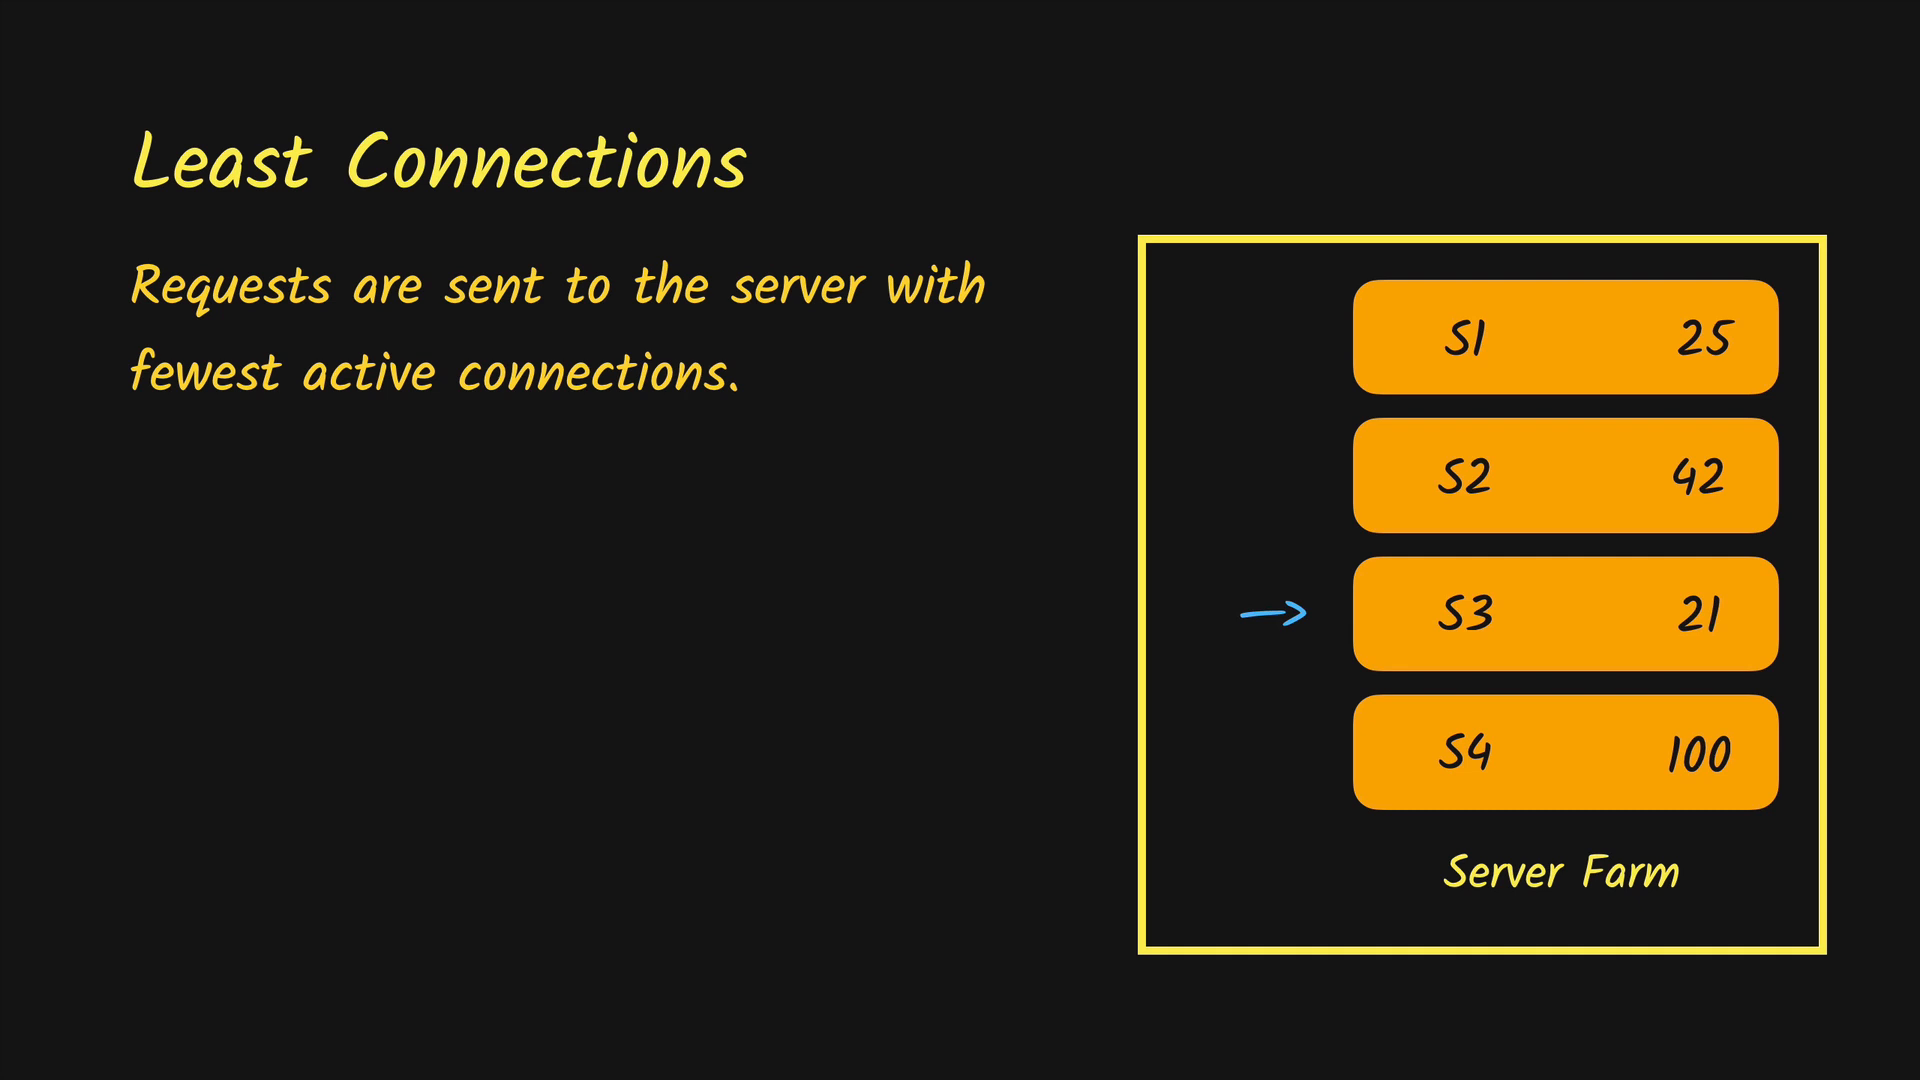 Least Connections
Requests are sent to the server with
fewest active connections.
S1 25
S2 42
S3 21
S4 100
Server Farm